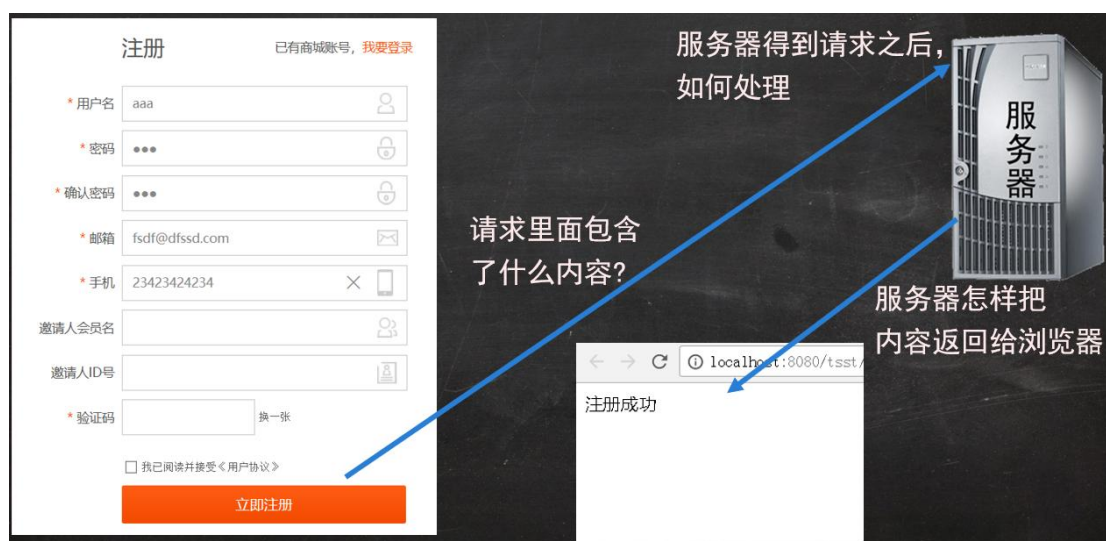 注册
已有商城账号，我要登录
* 用户名 aaa
* 密码 •••
* 确认密码 •••
* 邮箱 fsdf@dfssd.com
* 手机 23423424234
邀请人会员名
邀请人ID号
* 验证码 换一张
我已阅读并接受《用户协议》
立即注册
请求里面包含
了什么内容?
服务器得到请求之后，
如何处理
服务器
服务器怎样把
内容返回给浏览器
localhost:8080/tsst/
注册成功